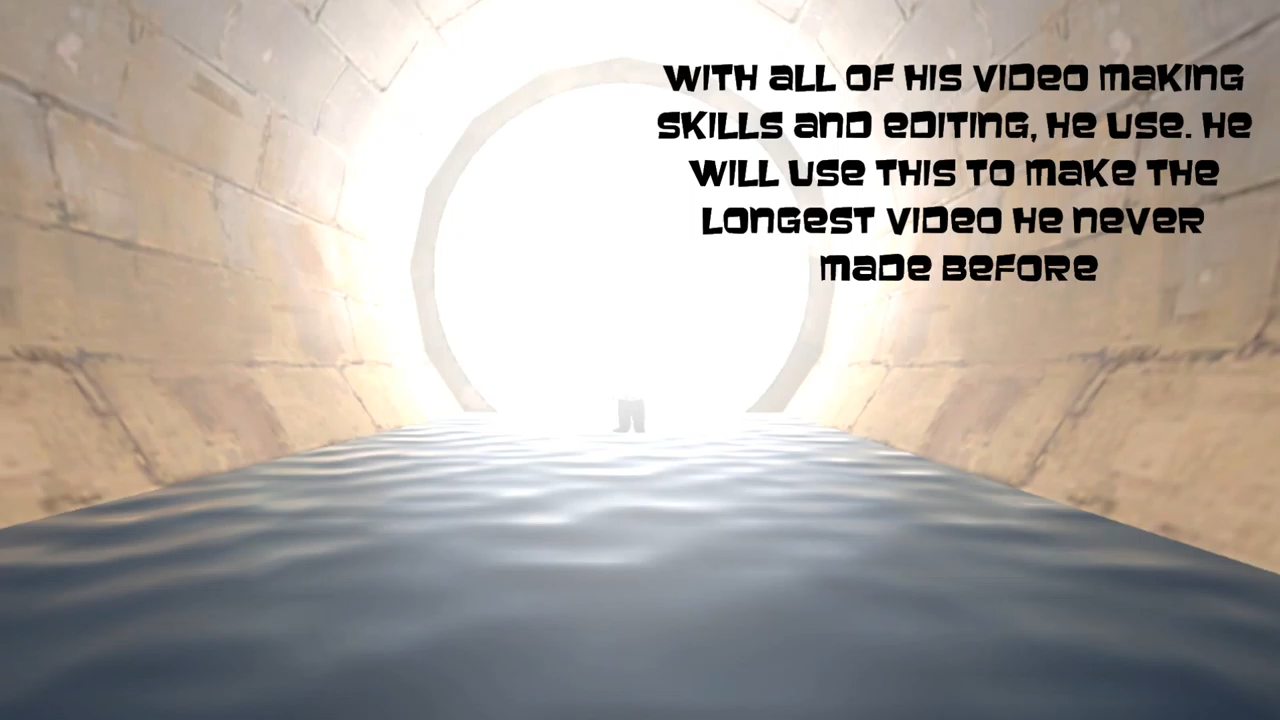 WITH ALL OF HIS VIDEO MAKING
SKILLS AND EDITING, HE USE. HE
WILL USE THIS TO MAKE THE
LONGEST VIDEO HE NEVER
MADE BEFORE